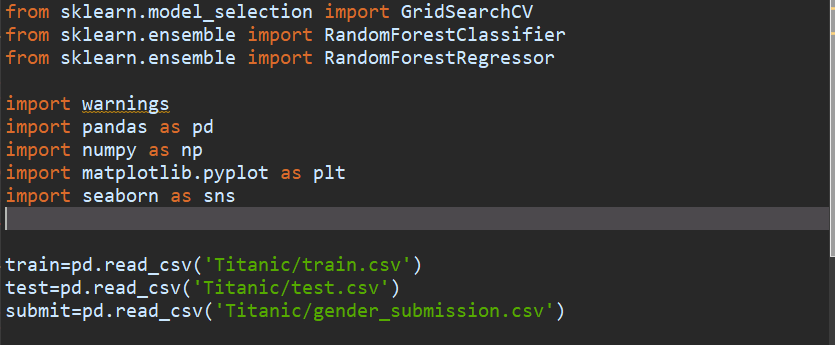 from sklearn.model_selection import GridSearchCV
from sklearn.ensemble import RandomForestClassifier
from sklearn.ensemble import RandomForestRegressor
import warnings
import pandas as pd
import numpy as np
import matplotlib.pyplot as plt
import seaborn as sns
train=pd.read_csv('Titanic/train.csv')
test=pd.read_csv('Titanic/test.csv')
submit=pd.read_csv('Titanic/gender_submission.csv')